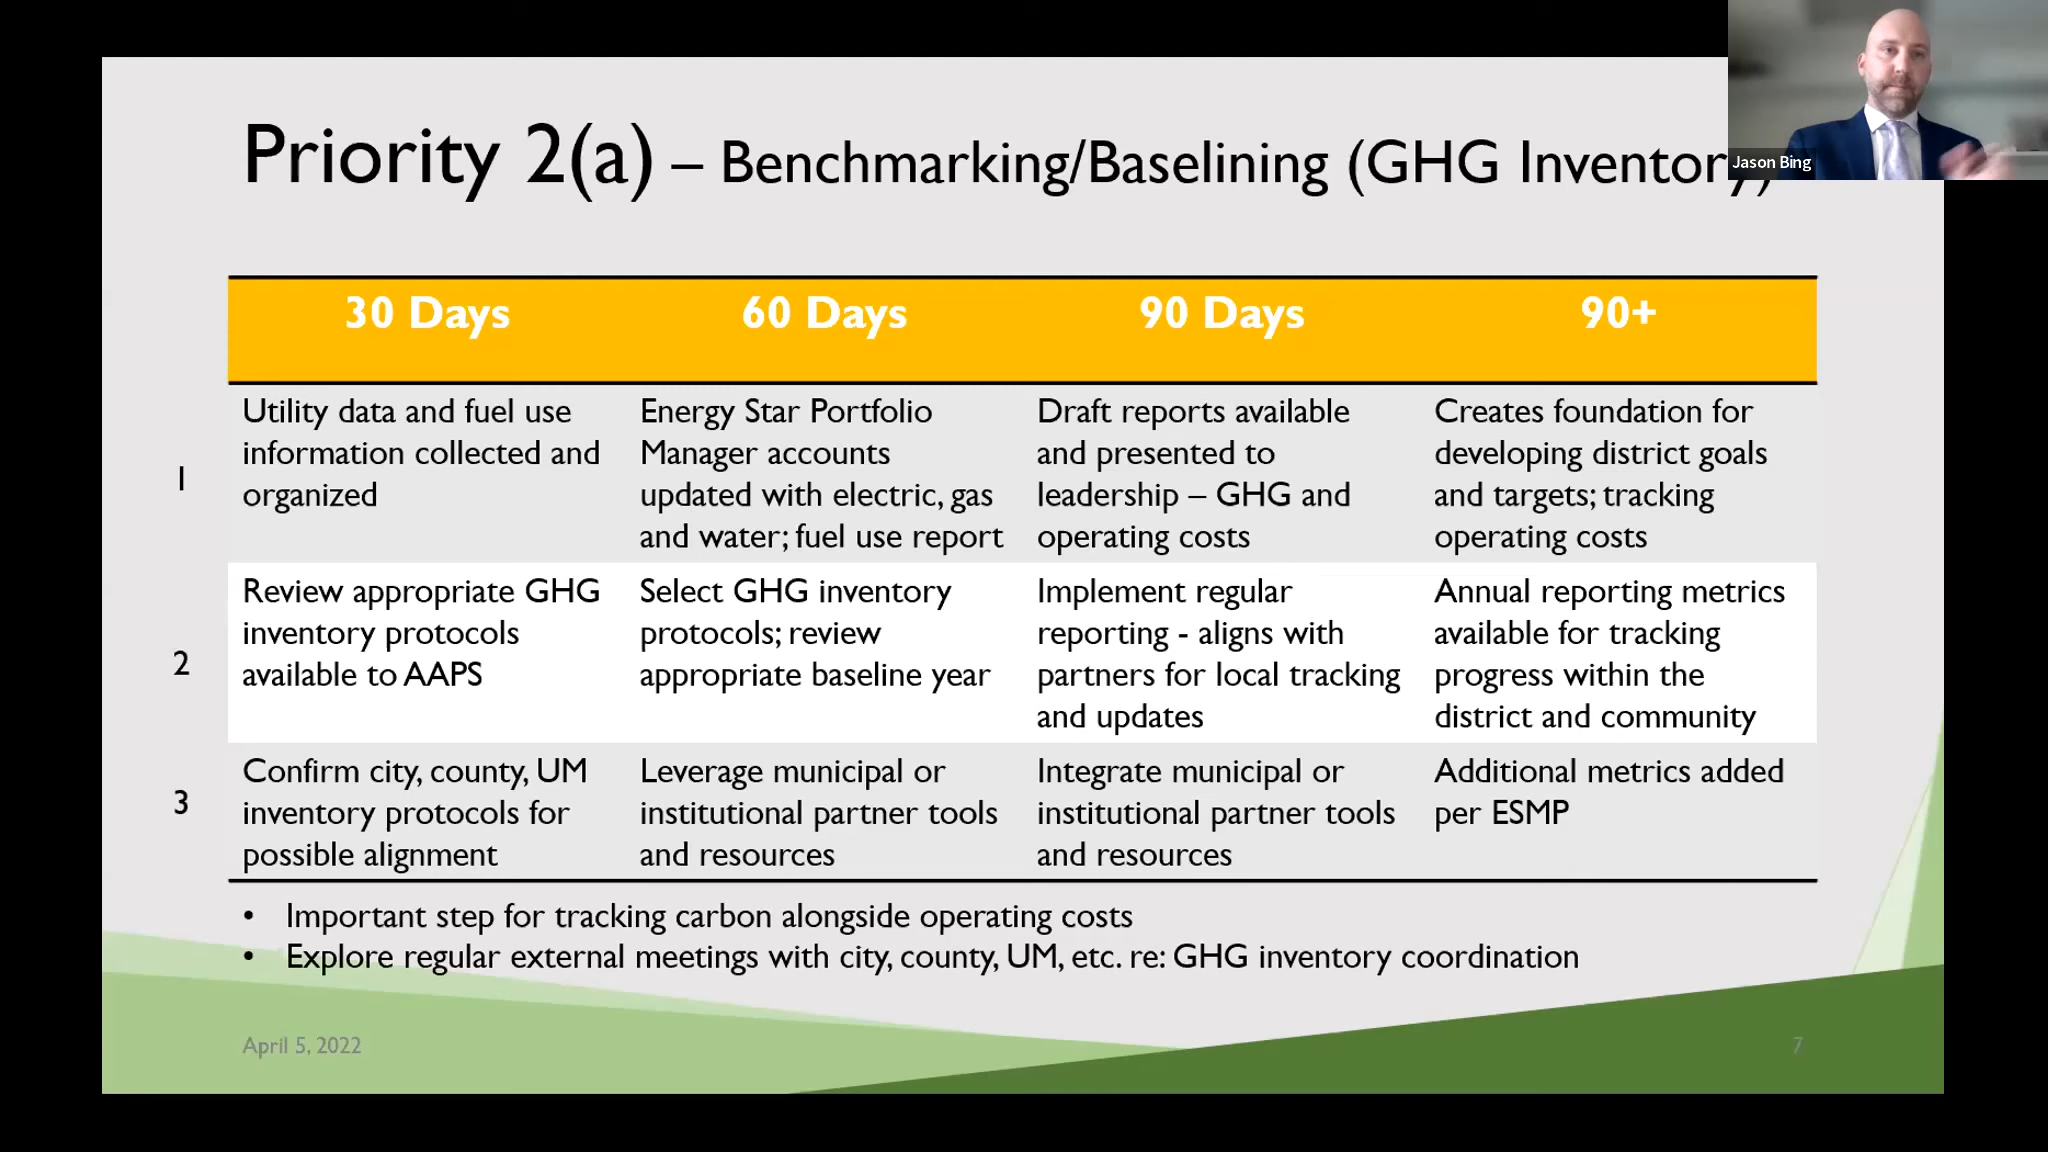 Priority 2(a) – Benchmarking/Baselining (GHG Inventory)
Jason Bing
30 Days
60 Days
90 Days
90+
1
Utility data and fuel use
information collected and
organized
Energy Star Portfolio
Manager accounts
updated with electric, gas
and water; fuel use report
Draft reports available
and presented to
leadership – GHG and
operating costs
Creates foundation for
developing district goals
and targets; tracking
operating costs
2
Review appropriate GHG
inventory protocols
available to AAPS
Select GHG inventory
protocols; review
appropriate baseline year
Implement regular
reporting - aligns with
partners for local tracking
and updates
Annual reporting metrics
available for tracking
progress within the
district and community
3
Confirm city, county, UM
inventory protocols for
possible alignment
Leverage municipal or
institutional partner tools
and resources
Integrate municipal or
institutional partner tools
and resources
Additional metrics added
per ESMP
• Important step for tracking carbon alongside operating costs
• Explore regular external meetings with city, county, UM, etc. re: GHG inventory coordination
April 5, 2022
7